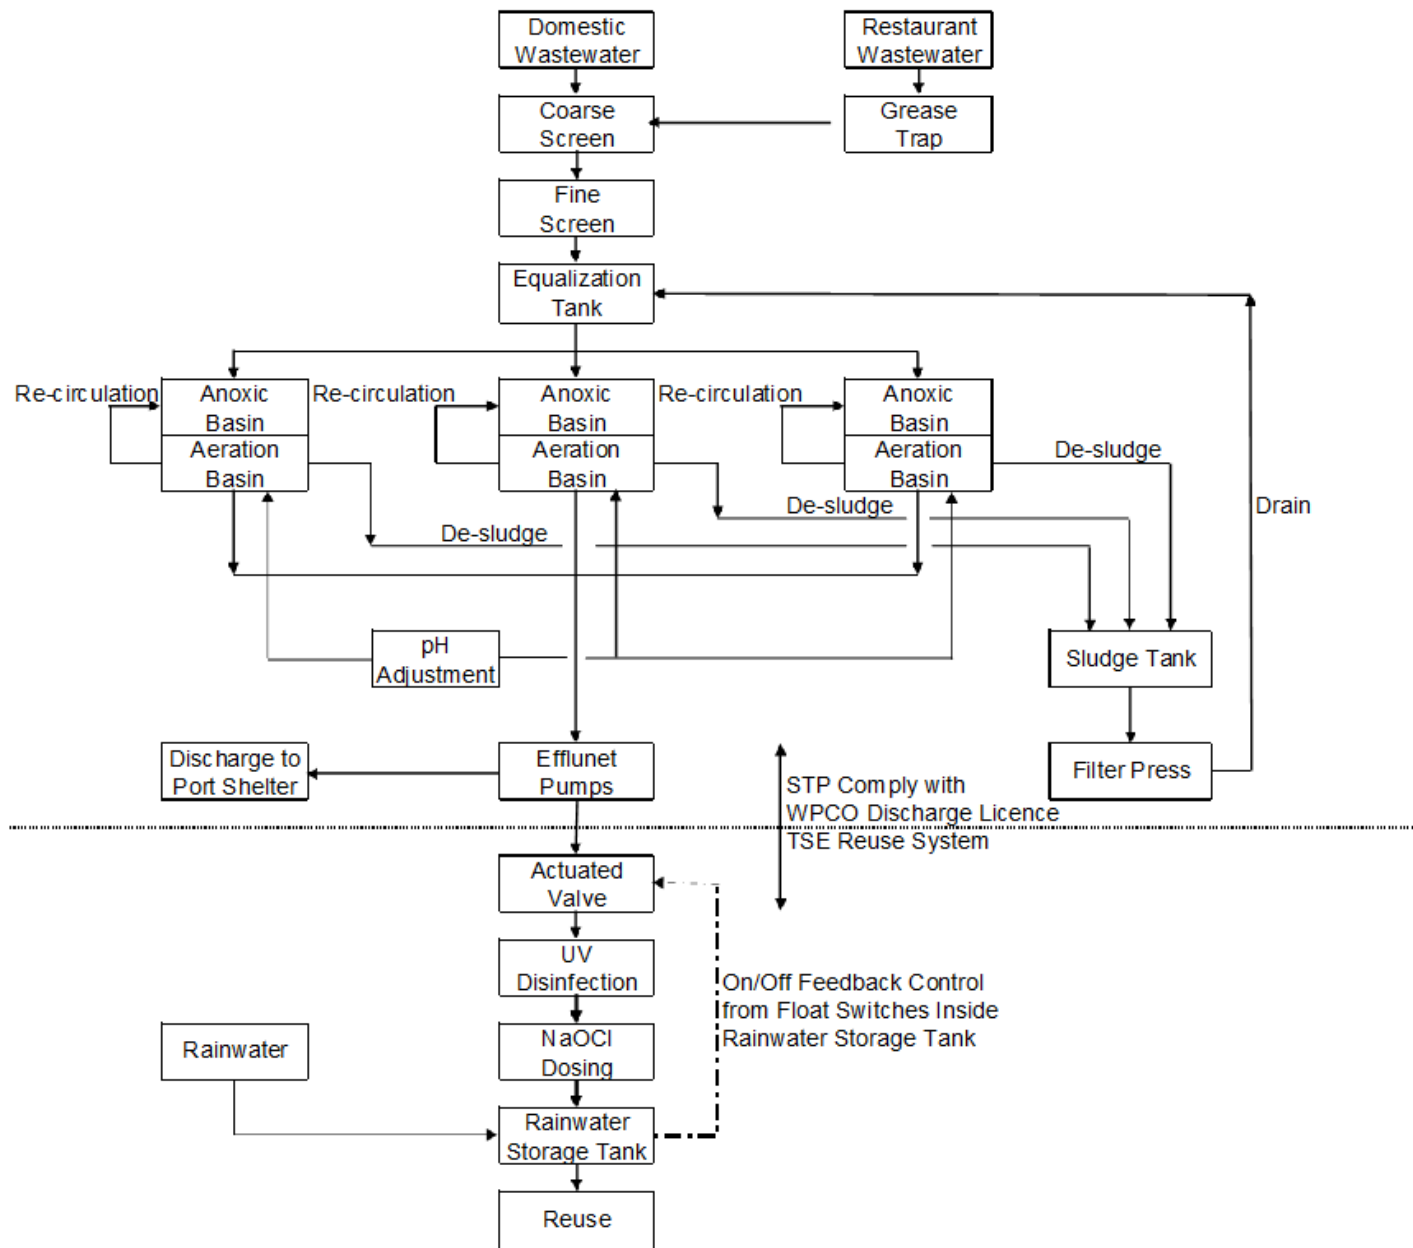 Domestic
Wastewater
Restaurant
Wastewater
Coarse
Screen
Grease
Trap
Fine
Screen
Equalization
Tank
Re-circulation
Anoxic
Basin
Re-circulation
Anoxic
Basin
Re-circulation
Anoxic
Basin
Aeration
Basin
Aeration
Basin
Aeration
Basin
De-sludge
De-sludge
De-sludge
Drain
pH
Adjustment
Sludge Tank
Discharge to
Port Shelter
Efflunet
Pumps
STP Comply with
WPCO Discharge Licence
TSE Reuse System
Filter Press
Actuated
Valve
UV
Disinfection
On/Off Feedback Control
from Float Switches Inside
Rainwater Storage Tank
Rainwater
NaOCl
Dosing
Rainwater
Storage Tank
Reuse